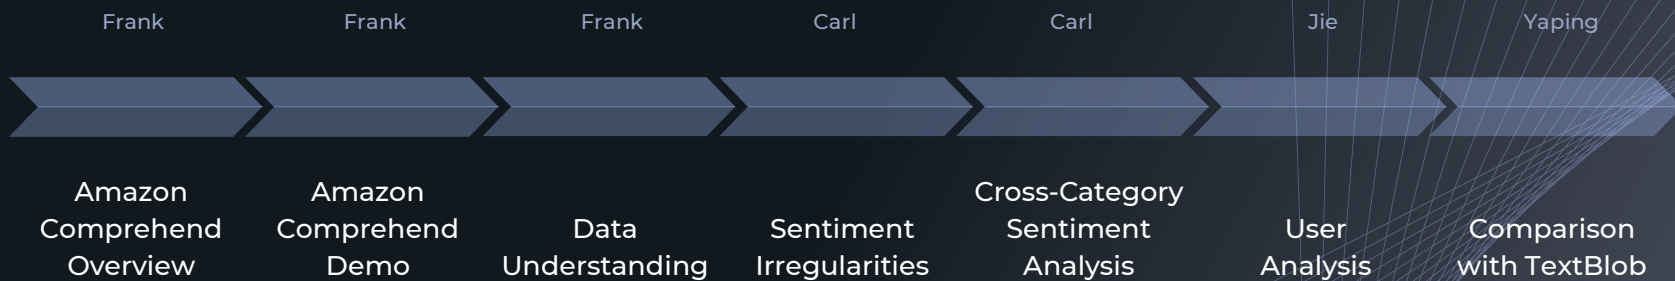 Frank
Frank
Frank
Carl
Carl
Jie
Yaping
Amazon
Comprehend
Overview
Amazon
Comprehend
Demo
Data
Understanding
Sentiment
Irregularities
Cross-Category
Sentiment
Analysis
User
Analysis
Comparison
with TextBlob